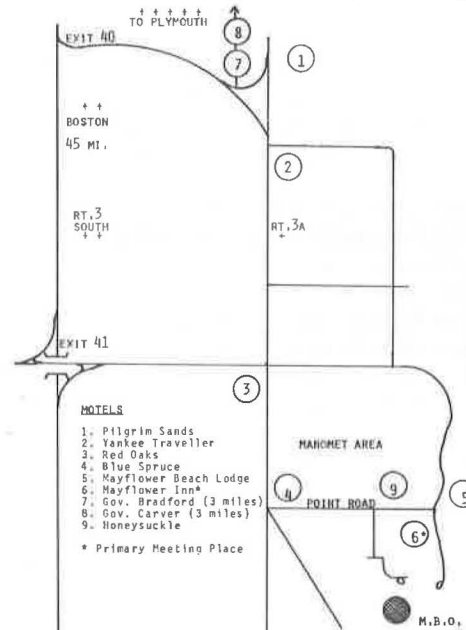 ↑ ↑ ↑ ↑ ↑
TO PLYMOUTH
8
EXIT 40
7
1
↑ ↑
BOSTON
45 MI.
2
RT.3
SOUTH
↓ ↓
RT.3A
←
EXIT 41
3
MOTELS
1. Pilgrim Sands
2. Yankee Traveller
3. Red Oaks
4. Blue Spruce
5. Mayflower Beach Lodge
6. Mayflower Inn*
7. Gov. Bradford (3 miles)
8. Gov. Carver (3 miles)
9. Honeysuckle
* Primary Meeting Place
MANOMET AREA
4
9
5
POINT ROAD
6*
M.B.O.